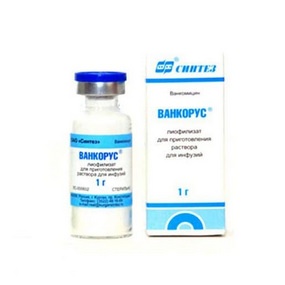 ОАО «Синтез»
ВАНКОРУС®
лиофилизат
для приготовления
раствора
для инфузий
1 г
СИНТЕЗ
Ванкомицин
ВАНКОРУС®
лиофилизат
для приготовления
раствора
для инфузий
1 г